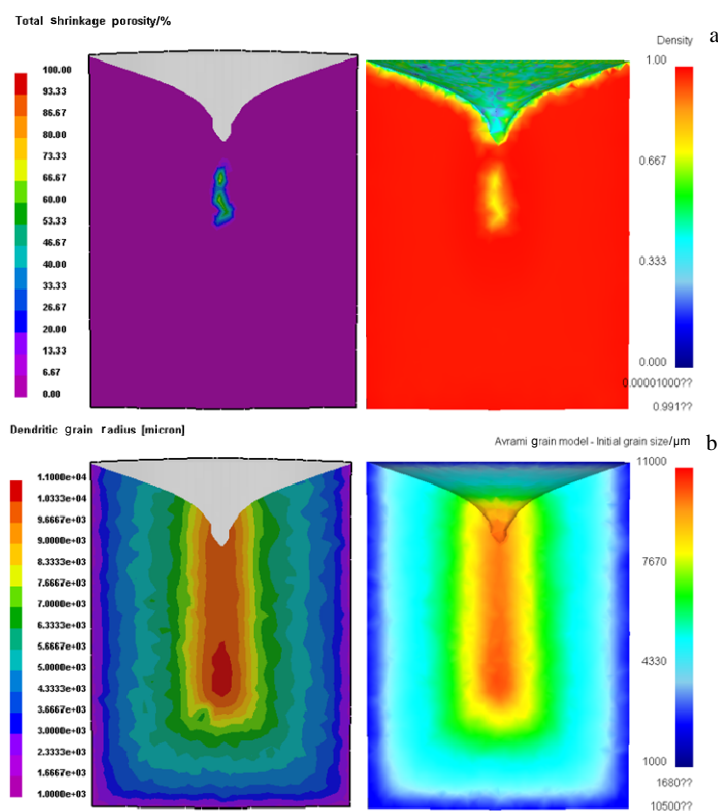 Total shrinkage porosity/%
a
100.00
93.33
86.67
80.00
73.33
66.67
60.00
53.33
46.67
40.00
33.33
26.67
20.00
13.33
6.67
0.00
Density
1.00
0.667
0.333
0.000
0.00001000??
0.991??
Dendritic grain radius [micron]
b
1.1000e+04
1.0333e+04
9.6667e+03
9.0000e+03
8.3333e+03
7.6667e+03
7.0000e+03
6.3333e+03
5.6667e+03
5.0000e+03
4.3333e+03
3.6667e+03
3.0000e+03
2.3333e+03
1.6667e+03
1.0000e+03
Avrami grain model - Initial grain size/μm
11000
7670
4330
1000
1680??
10500??